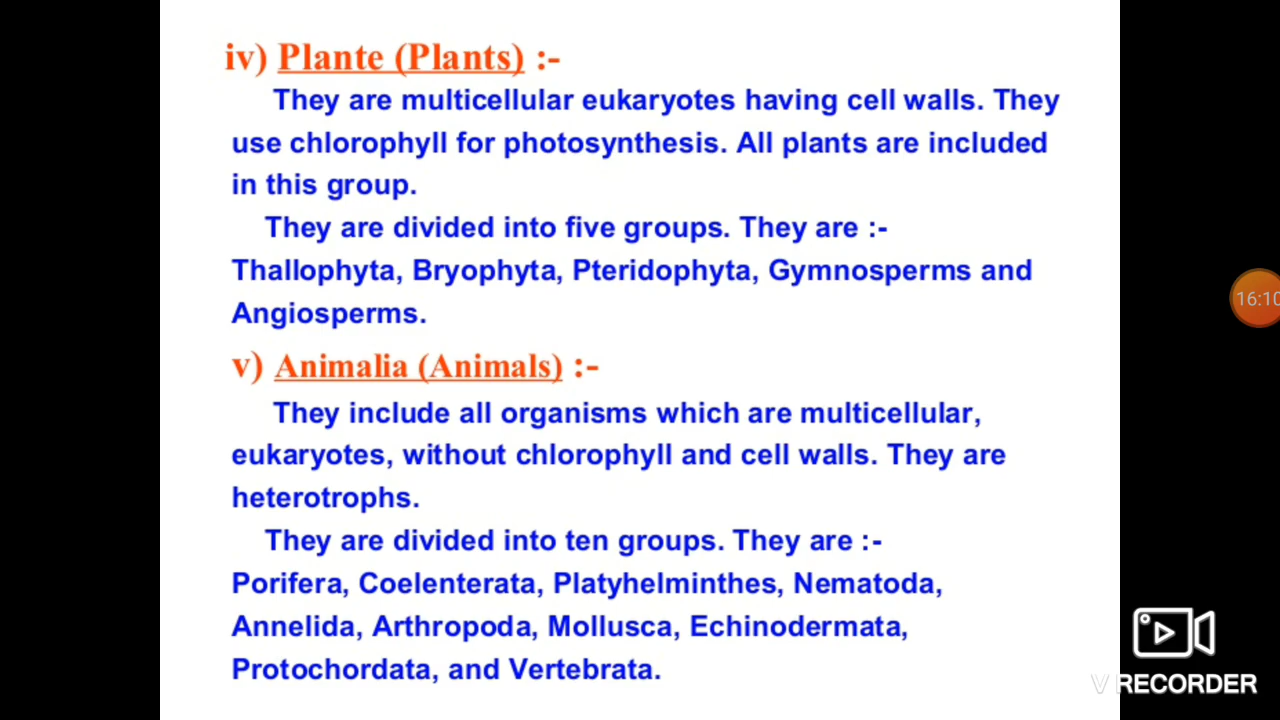 iv) Plante (Plants) :-
They are multicellular eukaryotes having cell walls. They
use chlorophyll for photosynthesis. All plants are included
in this group.
They are divided into five groups. They are :-
Thallophyta, Bryophyta, Pteridophyta, Gymnosperms and
Angiosperms.
v) Animalia (Animals) :-
They include all organisms which are multicellular,
eukaryotes, without chlorophyll and cell walls. They are
heterotrophs.
They are divided into ten groups. They are :-
Porifera, Coelenterata, Platyhelminthes, Nematoda,
Annelida, Arthropoda, Mollusca, Echinodermata,
Protochordata, and Vertebrata.
16:10
V RECORDER